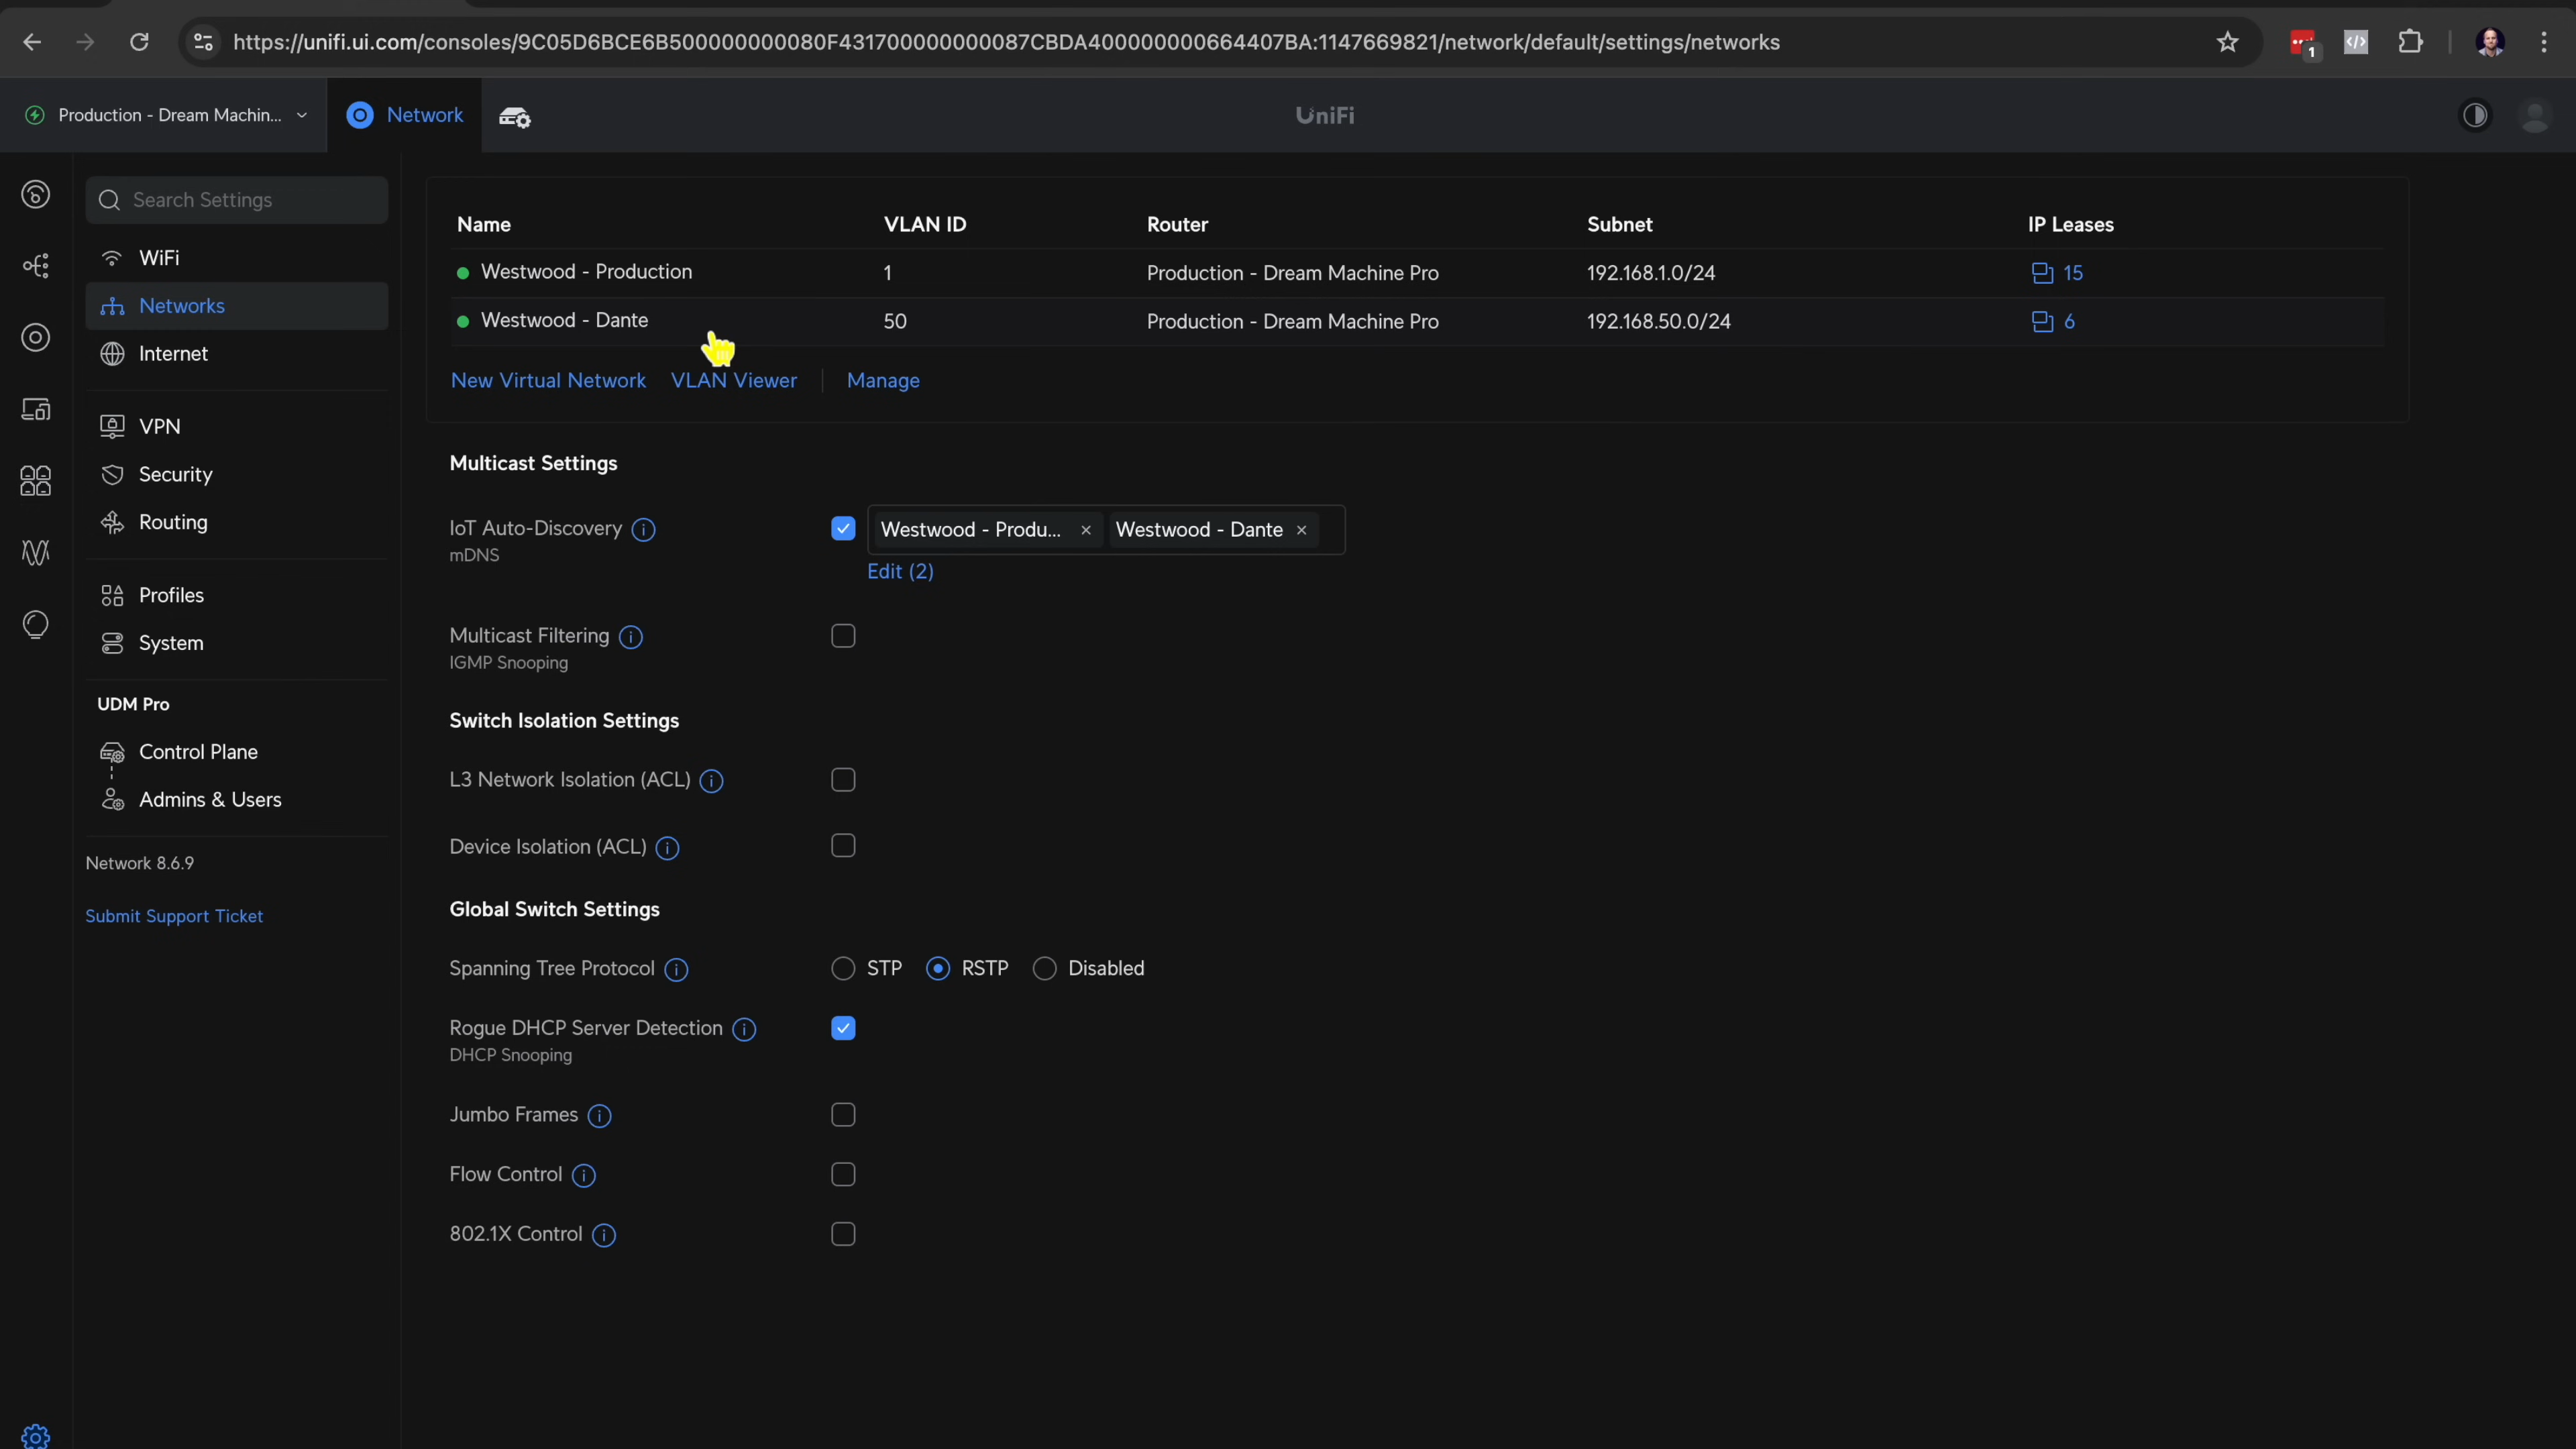 https://unifi.ui.com/consoles/9C05D6BCE6B500000000080F431700000000087CBDA400000000664407BA:1147669821/network/default/settings/networks
1
Production - Dream Machin...
Network
UniFi
Search Settings
WiFi
Networks
Internet
VPN
Security
Routing
Profiles
System
UDM Pro
Control Plane
Admins & Users
Network 8.6.9
Submit Support Ticket
Name VLAN ID Router Subnet IP Leases
Westwood - Production 1 Production - Dream Machine Pro 192.168.1.0/24 15
Westwood - Dante 50 Production - Dream Machine Pro 192.168.50.0/24 6
New Virtual Network VLAN Viewer Manage
Multicast Settings
IoT Auto-Discovery Westwood - Produ... Westwood - Dante
mDNS
Edit (2)
Multicast Filtering
IGMP Snooping
Switch Isolation Settings
L3 Network Isolation (ACL)
Device Isolation (ACL)
Global Switch Settings
Spanning Tree Protocol STP RSTP Disabled
Rogue DHCP Server Detection
DHCP Snooping
Jumbo Frames
Flow Control
802.1X Control